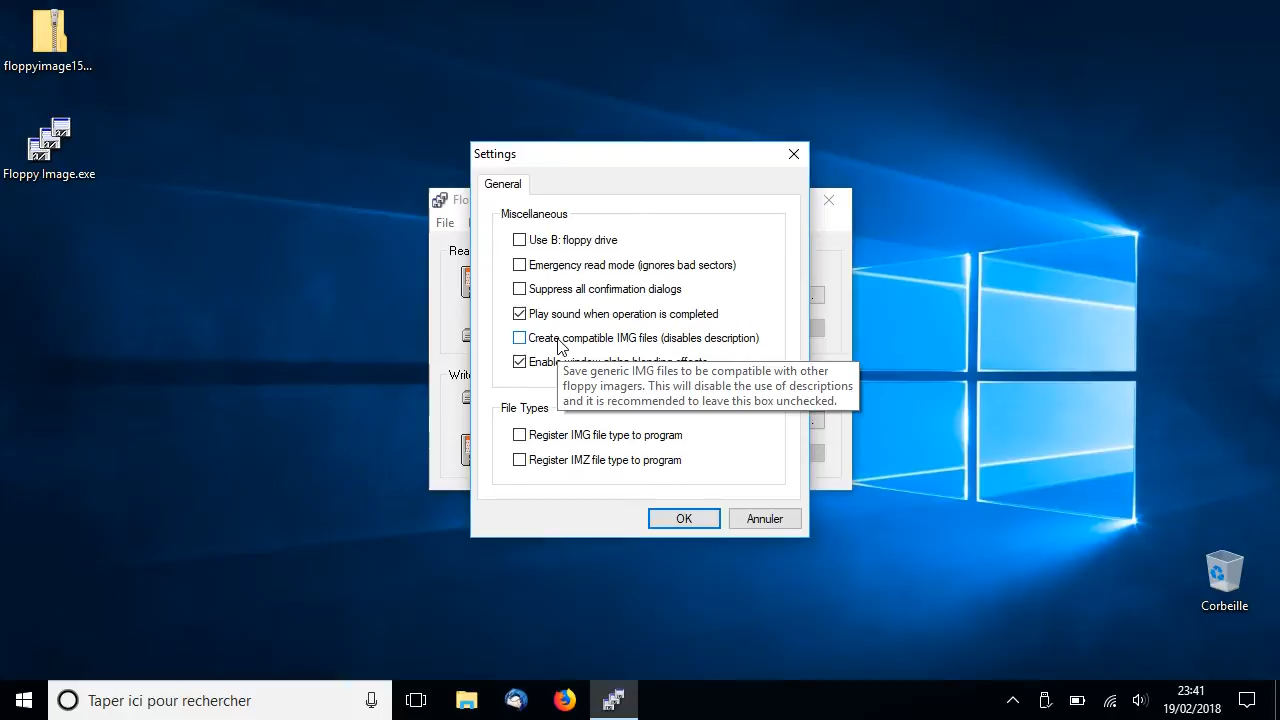 floppyimage15...
Floppy Image.exe
Settings
General
Flo
File
Rea
Writ
Miscellaneous
Use B: floppy drive
Emergency read mode (ignores bad sectors)
Suppress all confirmation dialogs
Play sound when operation is completed
Create compatible IMG files (disables description)
Enable window alpha blending effects
Save generic IMG files to be compatible with other
floppy imagers. This will disable the use of descriptions
and it is recommended to leave this box unchecked.
File Types
Register IMG file type to program
Register IMZ file type to program
OK
Annuler
Corbeille
Taper ici pour rechercher
23:41
19/02/2018